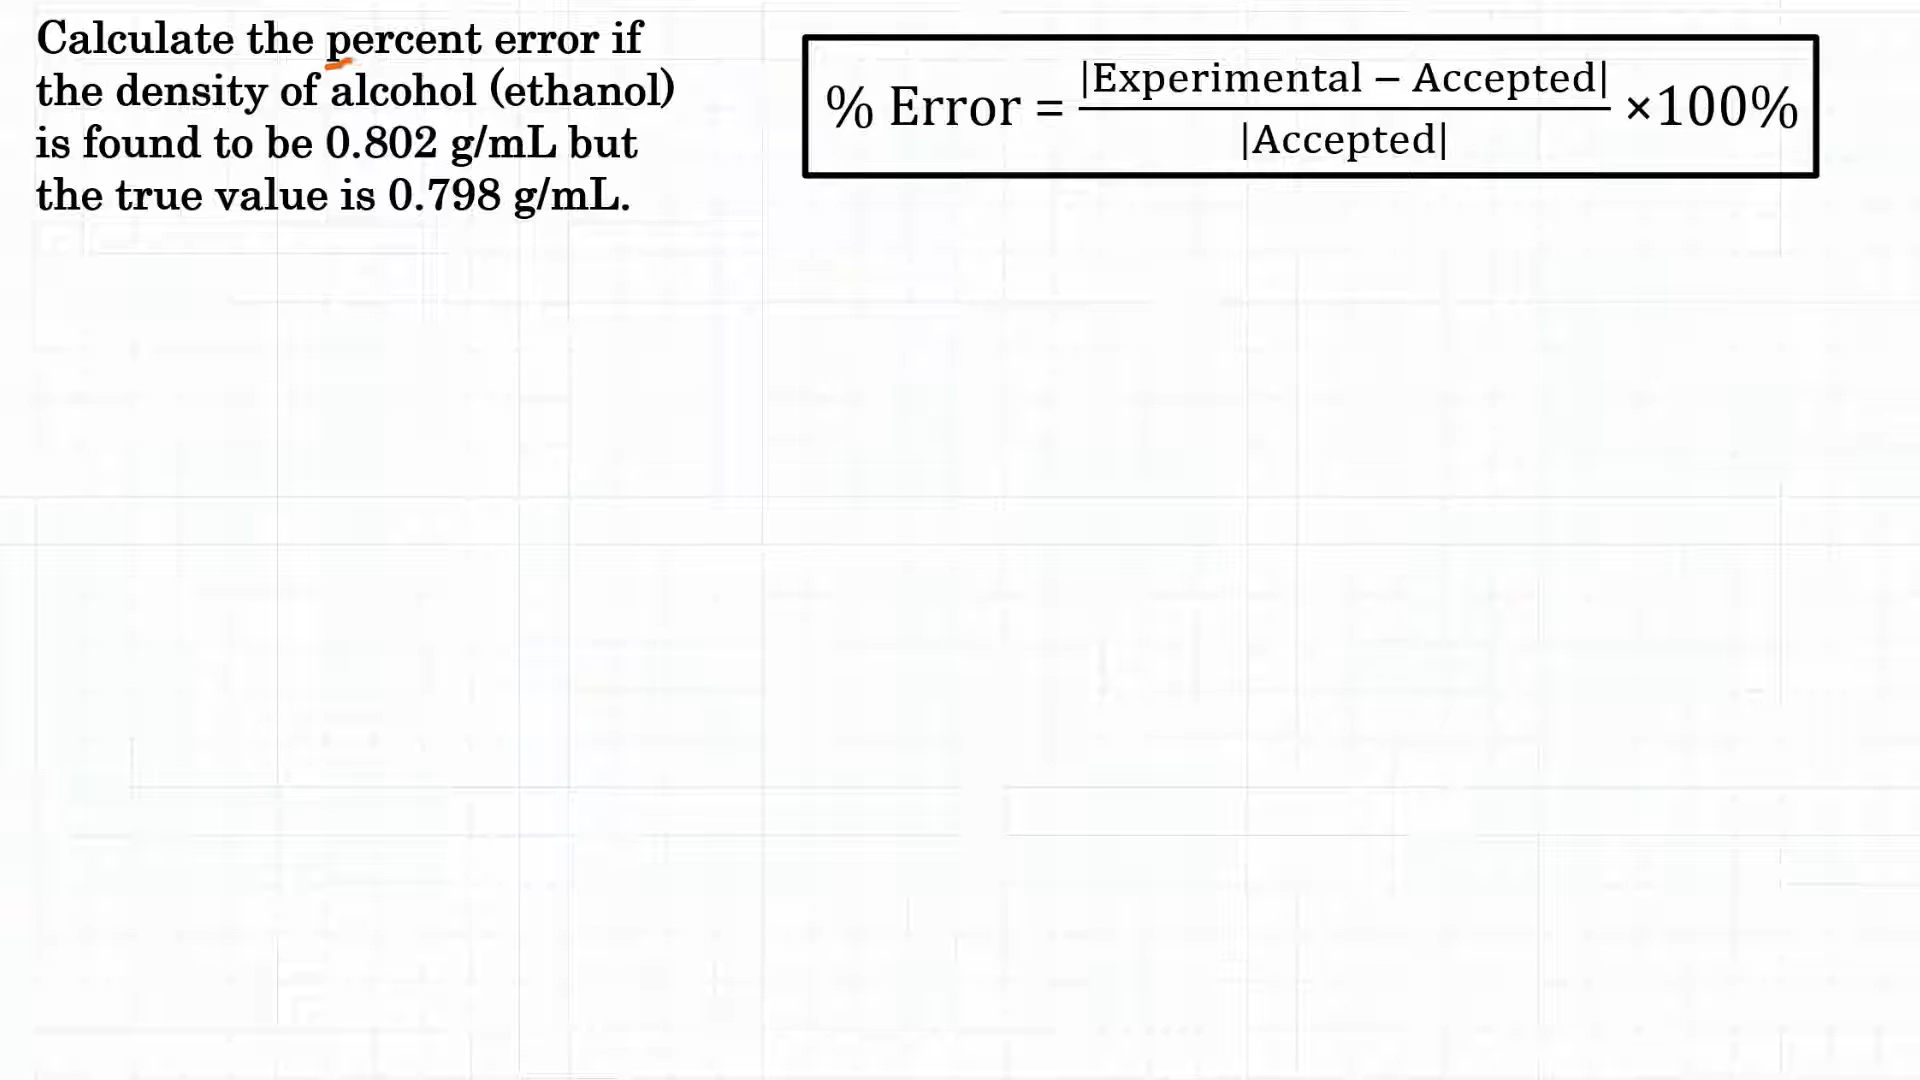 Calculate the percent error if
the density of alcohol (ethanol)
is found to be 0.802 g/mL but
the true value is 0.798 g/mL.
% Error = |Experimental − Accepted| / |Accepted| ×100%